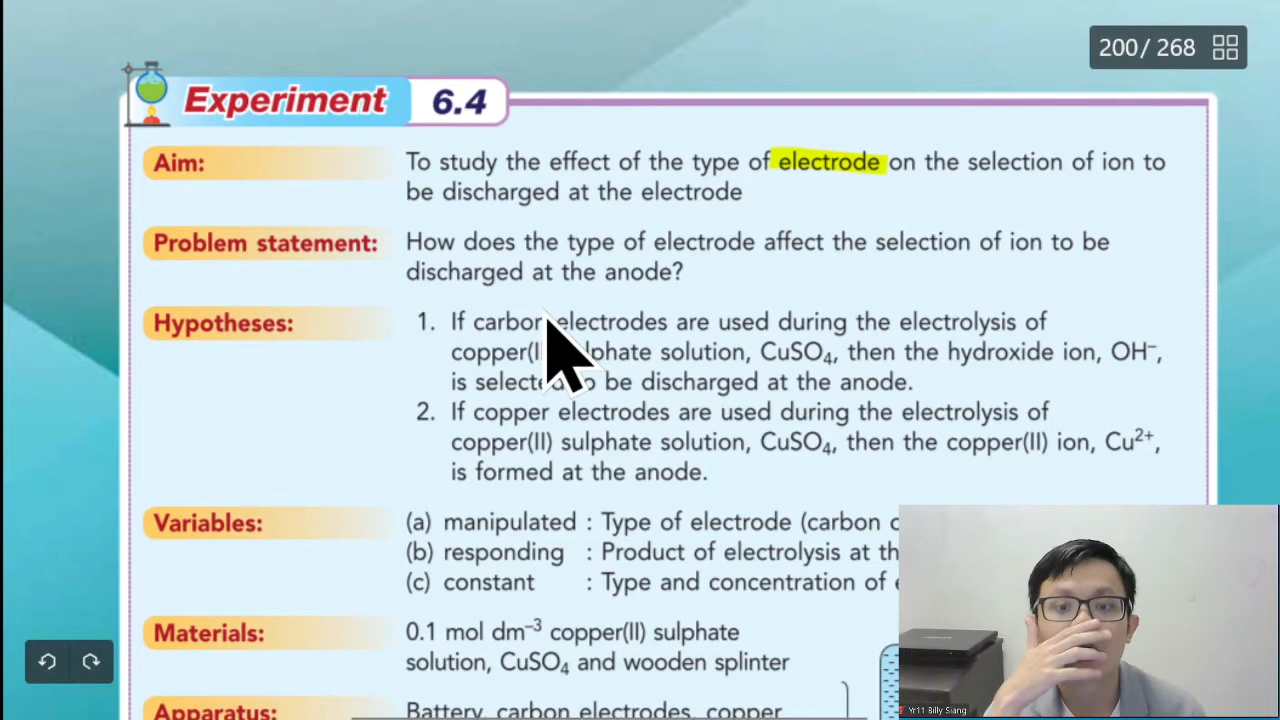 200/ 268
Experiment 6.4
Aim: To study the effect of the type of electrode on the selection of ion to
be discharged at the electrode
Problem statement: How does the type of electrode affect the selection of ion to be
discharged at the anode?
Hypotheses: 1. If carbon electrodes are used during the electrolysis of
sulphate solution, CuSO₄, then the hydroxide ion, OH⁻,
is selected to be discharged at the anode.
2. If copper electrodes are used during the electrolysis of
copper(II) sulphate solution, CuSO₄, then the copper(II) ion, Cu²⁺,
is formed at the anode.
Variables: (a) manipulated : Type of electrode (carbon
(b) responding : Product of electrolysis at
(c) constant : Type and concentration of
Materials: 0.1 mol dm⁻³ copper(II) sulphate
solution, CuSO₄ and wooden splinter
Apparatus: Battery, carbon electrodes, copper
Yr11 Billy Siang